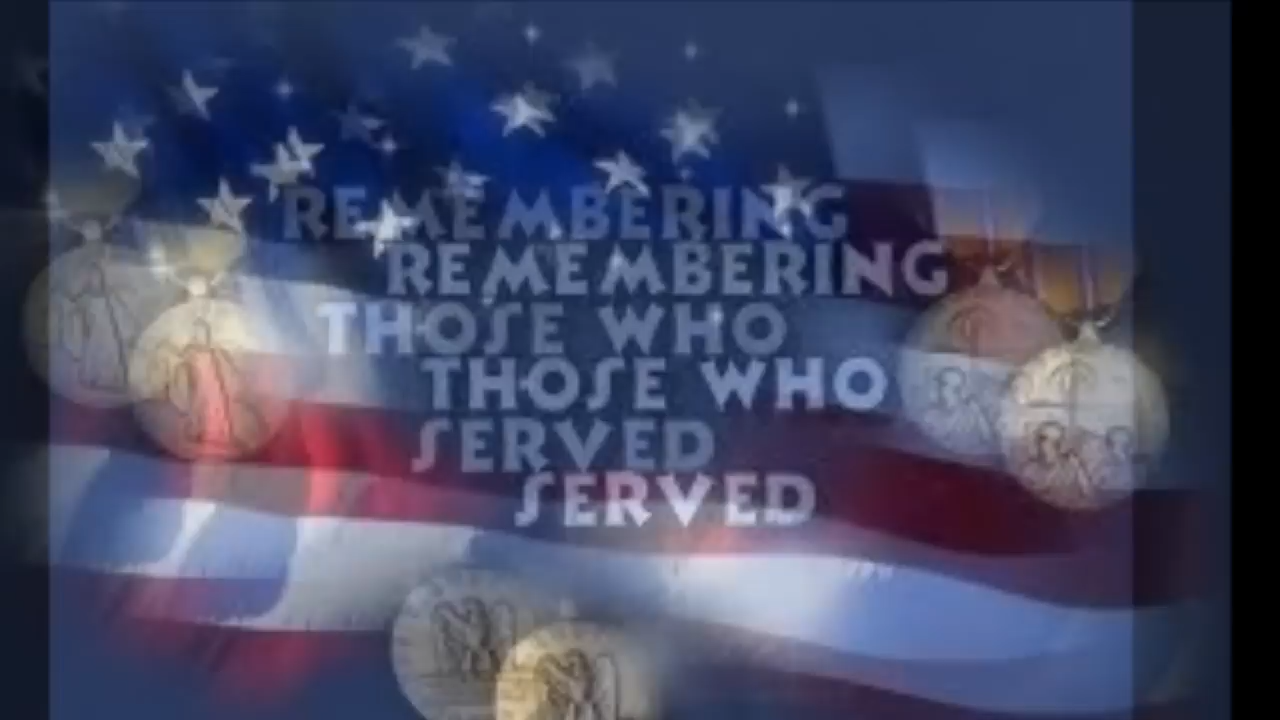 REMEMBERING
REMEMBERING
THOSE WHO
THOSE WHO
SERVED
SERVED